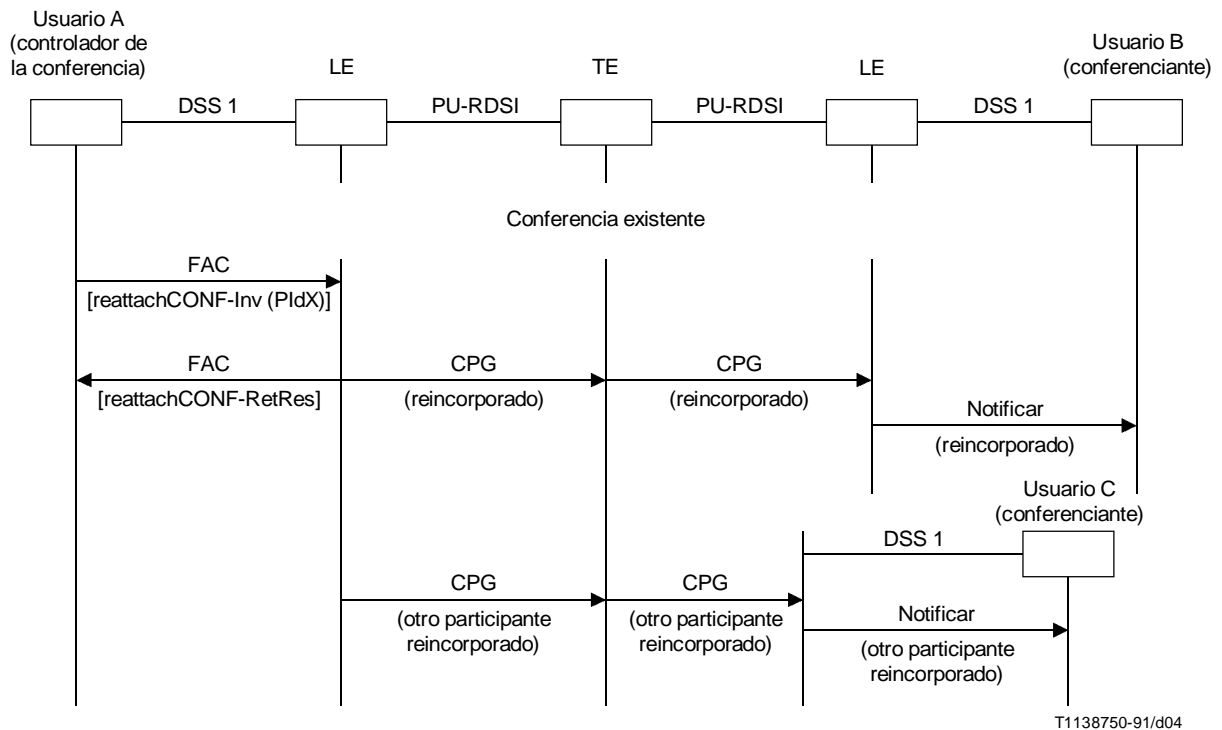 Usuario A
(controlador de
la conferencia)
LE
TE
LE
Usuario B
(conferenciante)
DSS 1
PU-RDSI
PU-RDSI
DSS 1
Conferencia existente
FAC
[reattachCONF-Inv (PIdX)]
FAC
[reattachCONF-RetRes]
CPG
(reincorporado)
CPG
(reincorporado)
Notificar
(reincorporado)
Usuario C
(conferenciante)
DSS 1
CPG
(otro participante
reincorporado)
CPG
(otro participante
reincorporado)
Notificar
(otro participante
reincorporado)
T1138750-91/d04